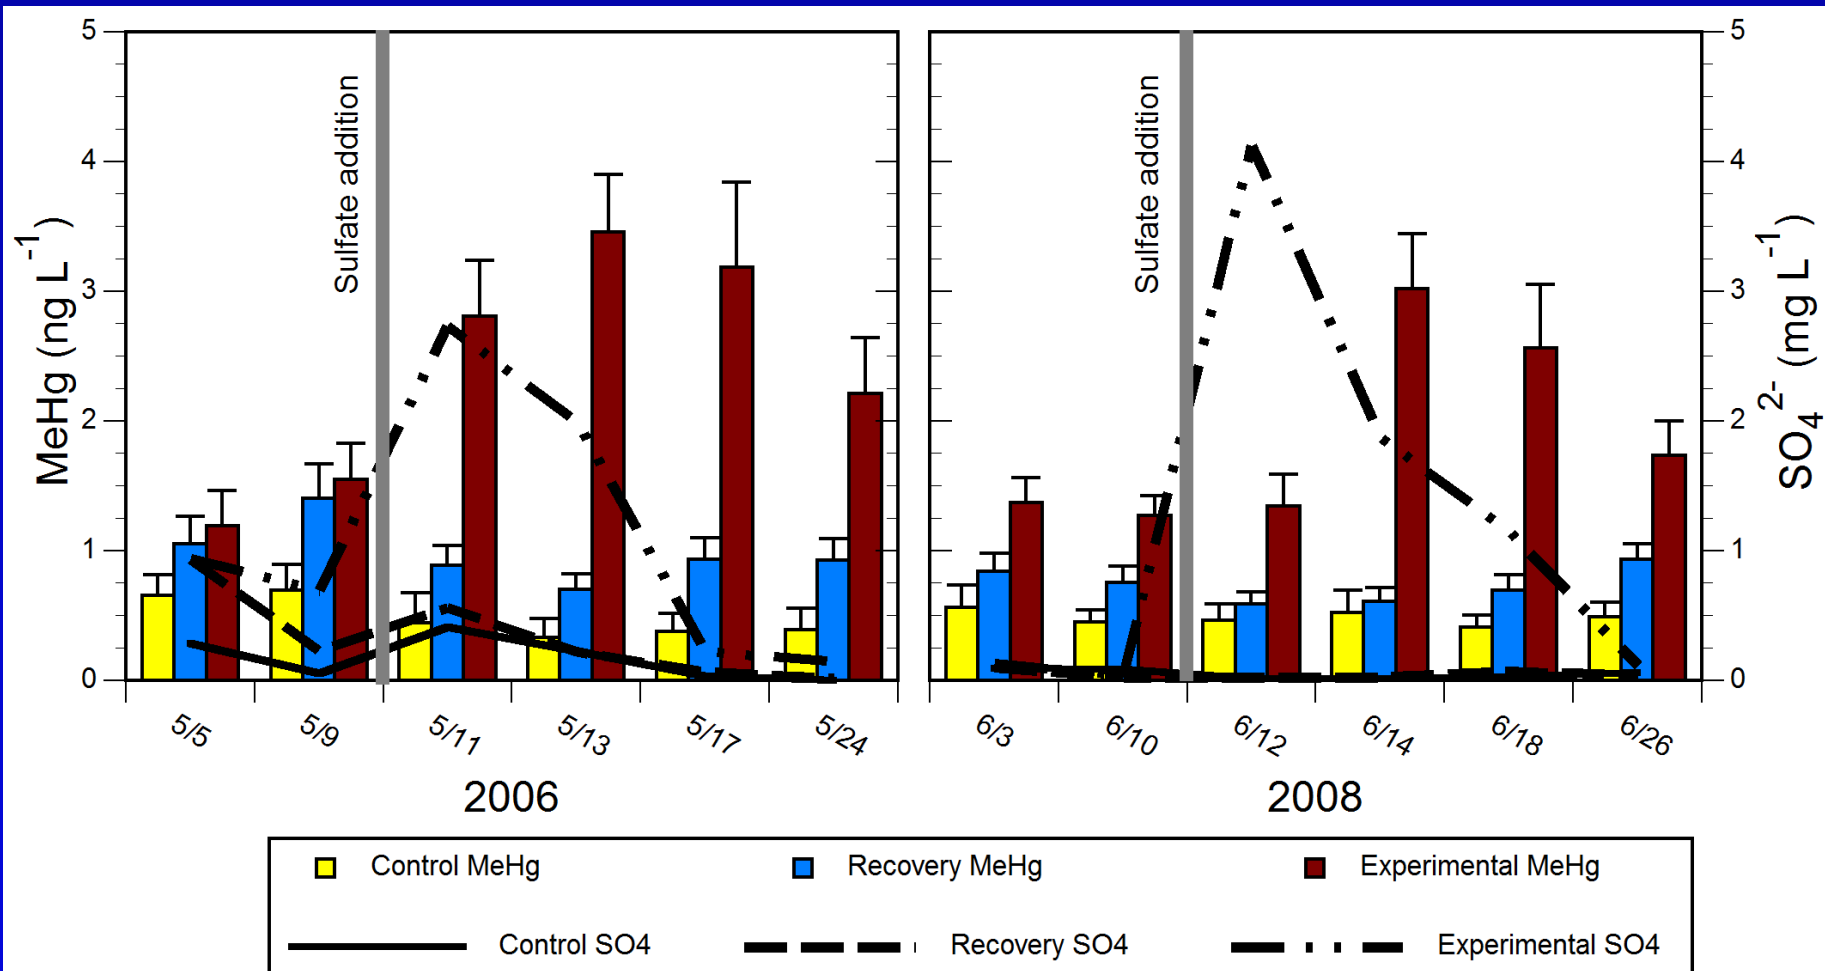 5
4
3
2
1
0
MeHg (ng L⁻¹)
Sulfate addition
Sulfate addition
5
4
3
2
1
0
SO₄²⁻ (mg L⁻¹)
5/5 5/9 5/11 5/13 5/17 5/24
6/3 6/10 6/12 6/14 6/18 6/26
2006
2008
Control MeHg Recovery MeHg Experimental MeHg
Control SO4 Recovery SO4 Experimental SO4